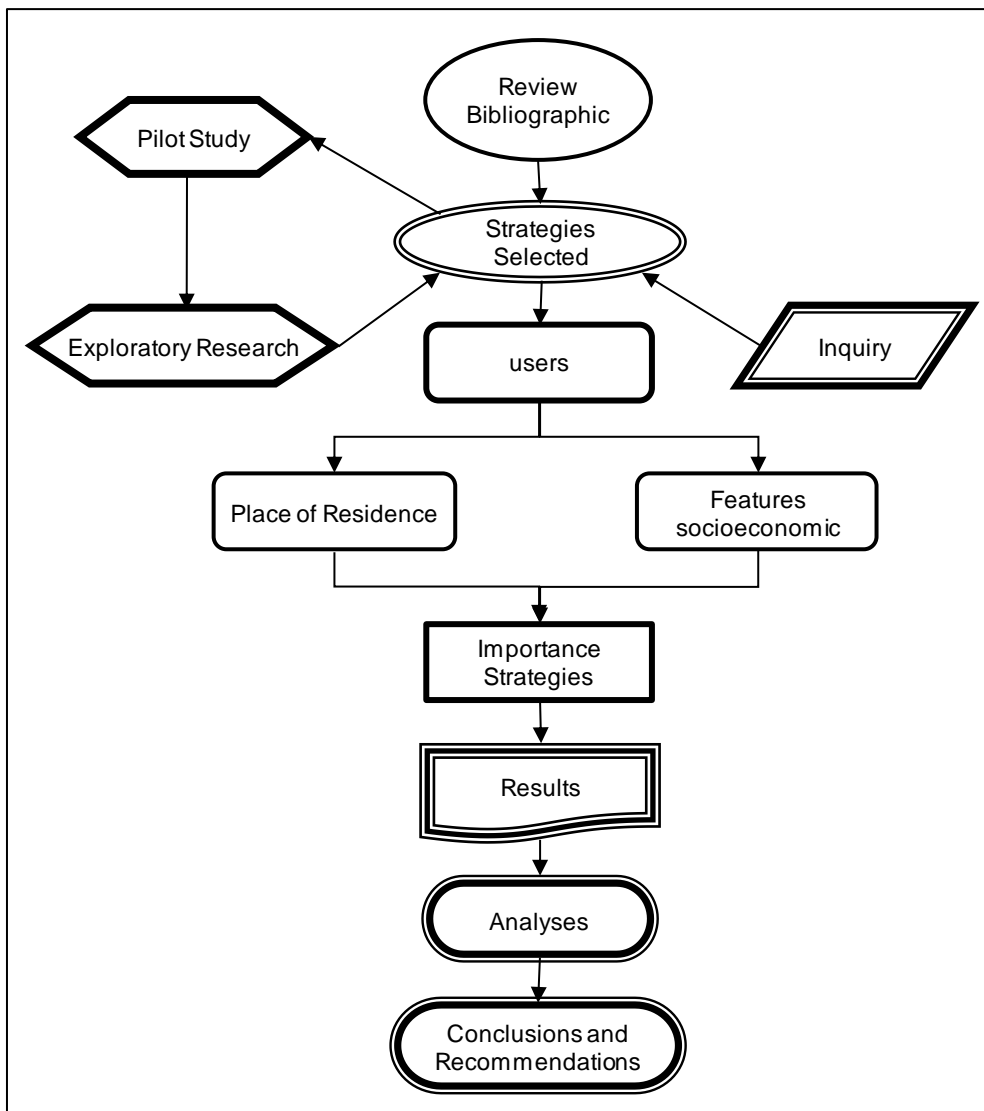 Review
Bibliographic
Pilot Study
Strategies
Selected
Exploratory Research
users
Inquiry
Place of Residence
Features
socioeconomic
Importance
Strategies
Results
Analyses
Conclusions and
Recommendations